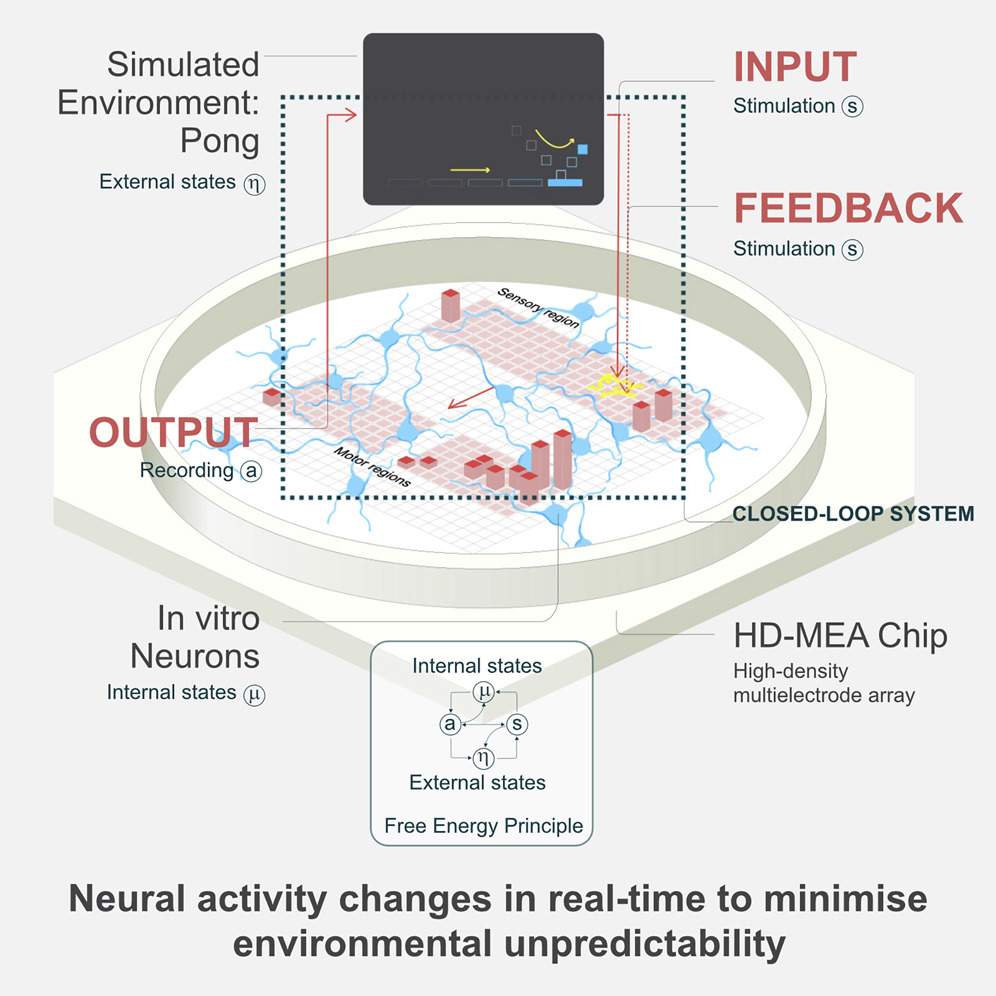 Simulated
Environment:
Pong
External states η
INPUT
Stimulation s
FEEDBACK
Stimulation s
Sensory region
OUTPUT
Recording a
Motor regions
CLOSED-LOOP SYSTEM
In vitro
Neurons
Internal states μ
HD-MEA Chip
High-density
multielectrode array
Internal states
μ
a s
η
External states
Free Energy Principle
Neural activity changes in real-time to minimise
environmental unpredictability